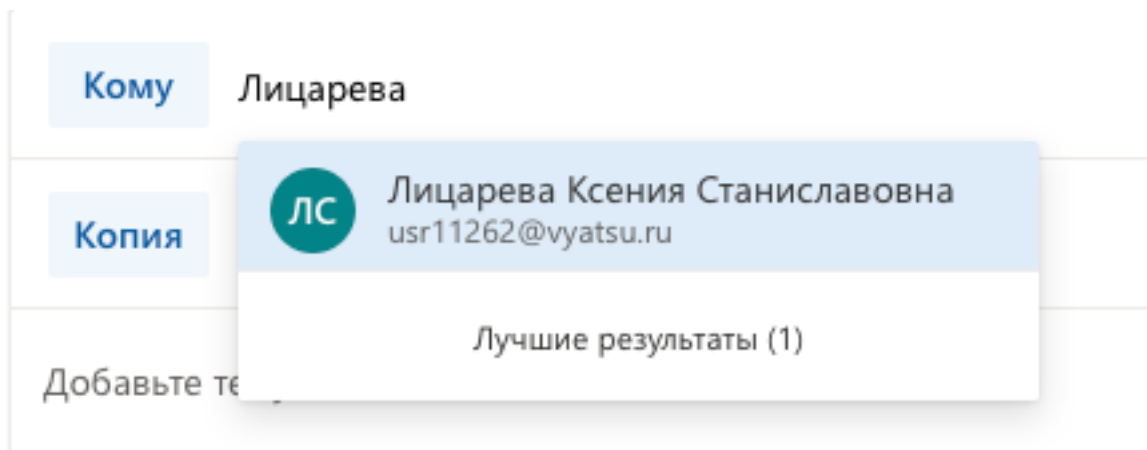 Кому Лицарева
ЛС Лицарева Ксения Станиславовна
usr11262@vyatsu.ru
Копия
Лучшие результаты (1)
Добавьте